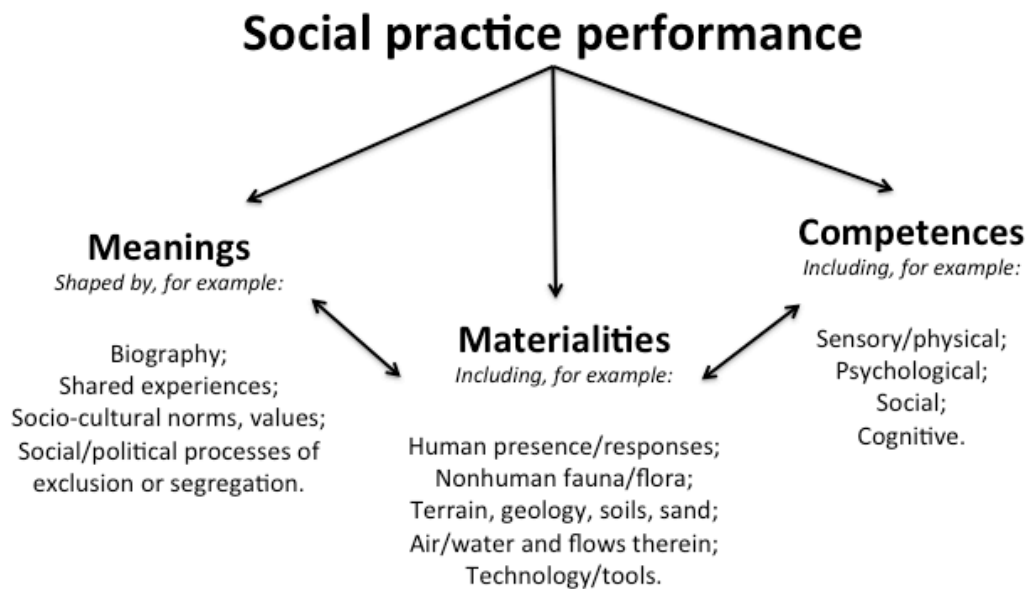 Social practice performance
Meanings
Shaped by, for example:
Biography;
Shared experiences;
Socio-cultural norms, values;
Social/political processes of
exclusion or segregation.
Materialities
Including, for example:
Human presence/responses;
Nonhuman fauna/flora;
Terrain, geology, soils, sand;
Air/water and flows therein;
Technology/tools.
Competences
Including, for example:
Sensory/physical;
Psychological;
Social;
Cognitive.